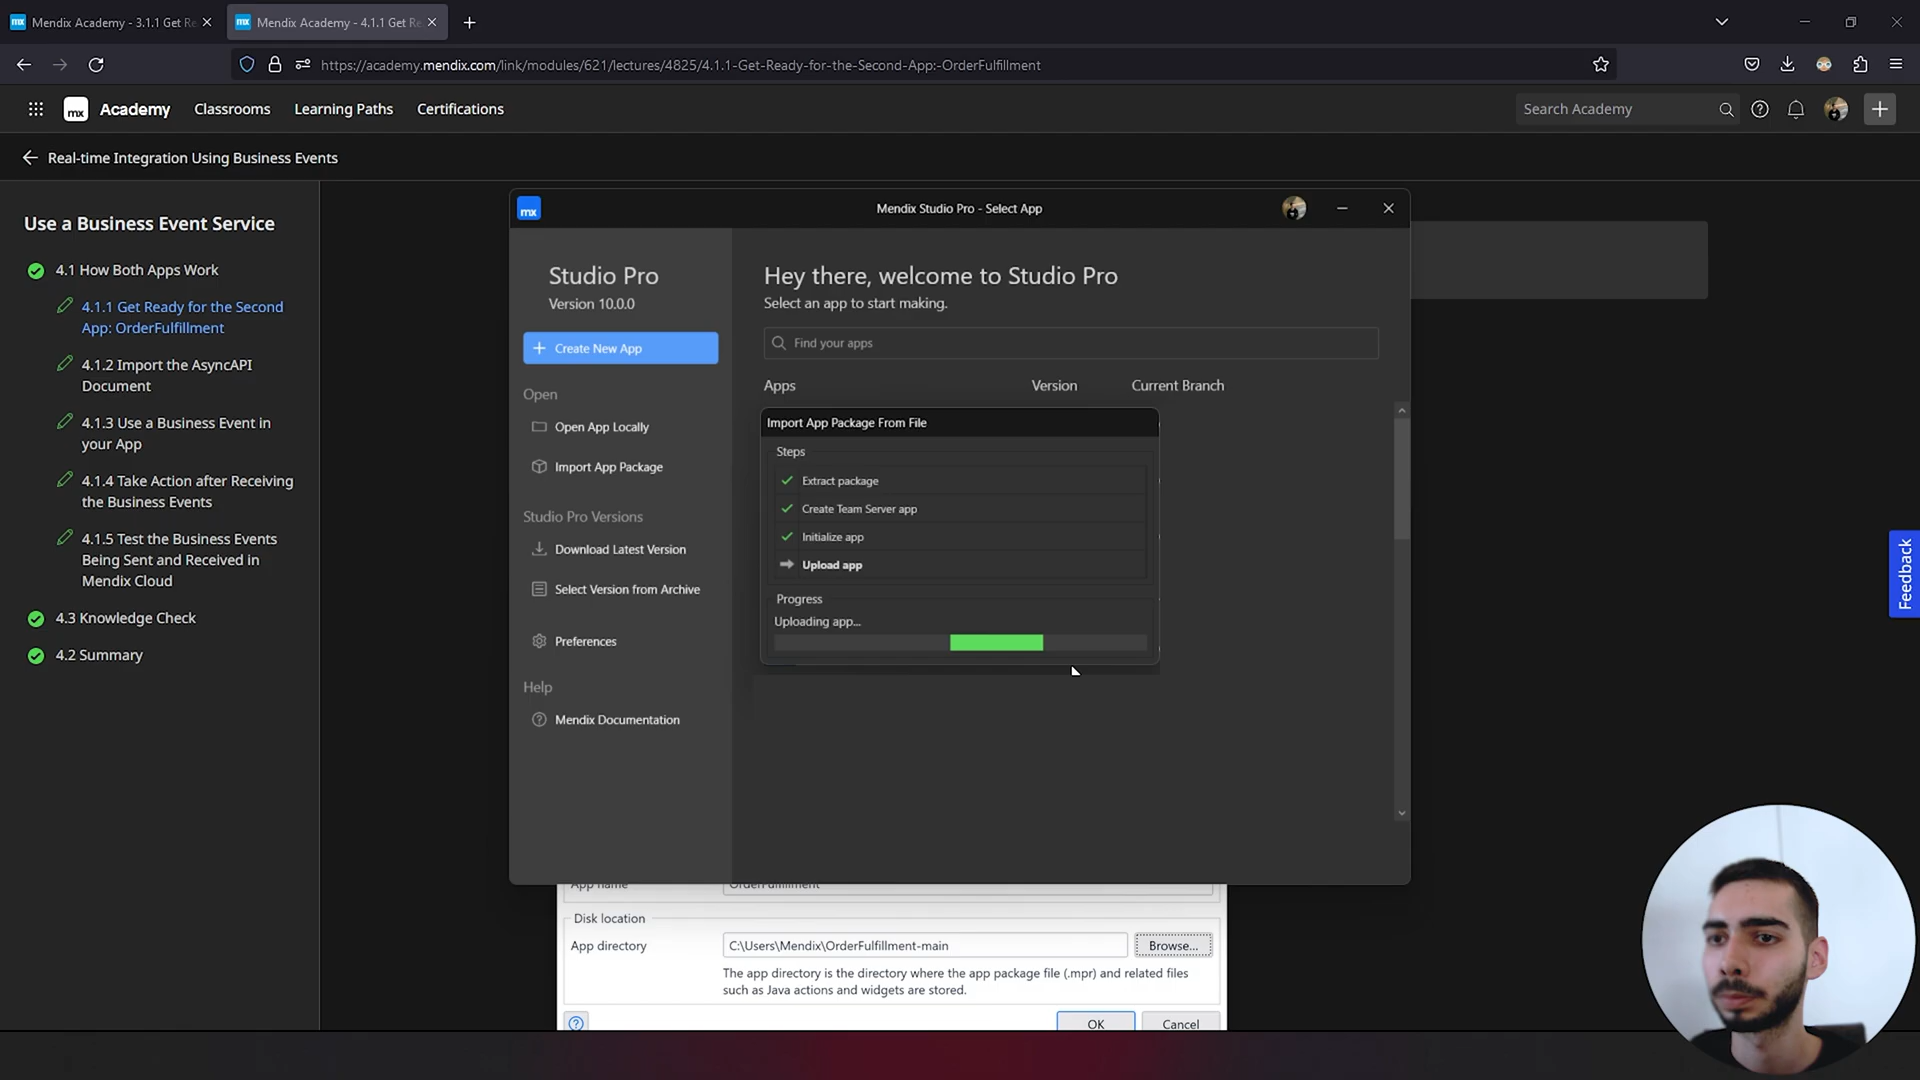 Mendix Academy - 3.1.1 Get Re
Mendix Academy - 4.1.1 Get Re
https://academy.mendix.com/link/modules/621/lectures/4825/4.1.1-Get-Ready-for-the-Second-App:-OrderFulfillment
mx Academy Classrooms Learning Paths Certifications
Search Academy
Real-time Integration Using Business Events
Use a Business Event Service
4.1 How Both Apps Work
4.1.1 Get Ready for the Second
App: OrderFulfillment
4.1.2 Import the AsyncAPI
Document
4.1.3 Use a Business Event in
your App
4.1.4 Take Action after Receiving
the Business Events
4.1.5 Test the Business Events
Being Sent and Received in
Mendix Cloud
4.3 Knowledge Check
4.2 Summary
mx
Mendix Studio Pro - Select App
Studio Pro
Version 10.0.0
Create New App
Open
Open App Locally
Import App Package
Studio Pro Versions
Download Latest Version
Select Version from Archive
Preferences
Help
Mendix Documentation
Hey there, welcome to Studio Pro
Select an app to start making.
Find your apps
Apps Version Current Branch
Import App Package From File
Steps
Extract package
Create Team Server app
Initialize app
Upload app
Progress
Uploading app...
App name OrderFulfillment
Disk location
App directory C:\Users\Mendix\OrderFulfillment-main Browse...
The app directory is the directory where the app package file (.mpr) and related files
such as Java actions and widgets are stored.
OK Cancel
Feedback